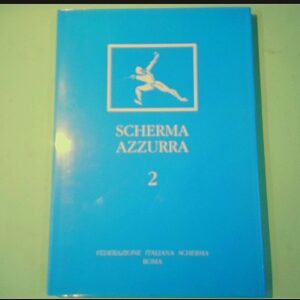 SCHERMA
AZZURRA
2
FEDERAZIONE ITALIANA SCHERMA
ROMA